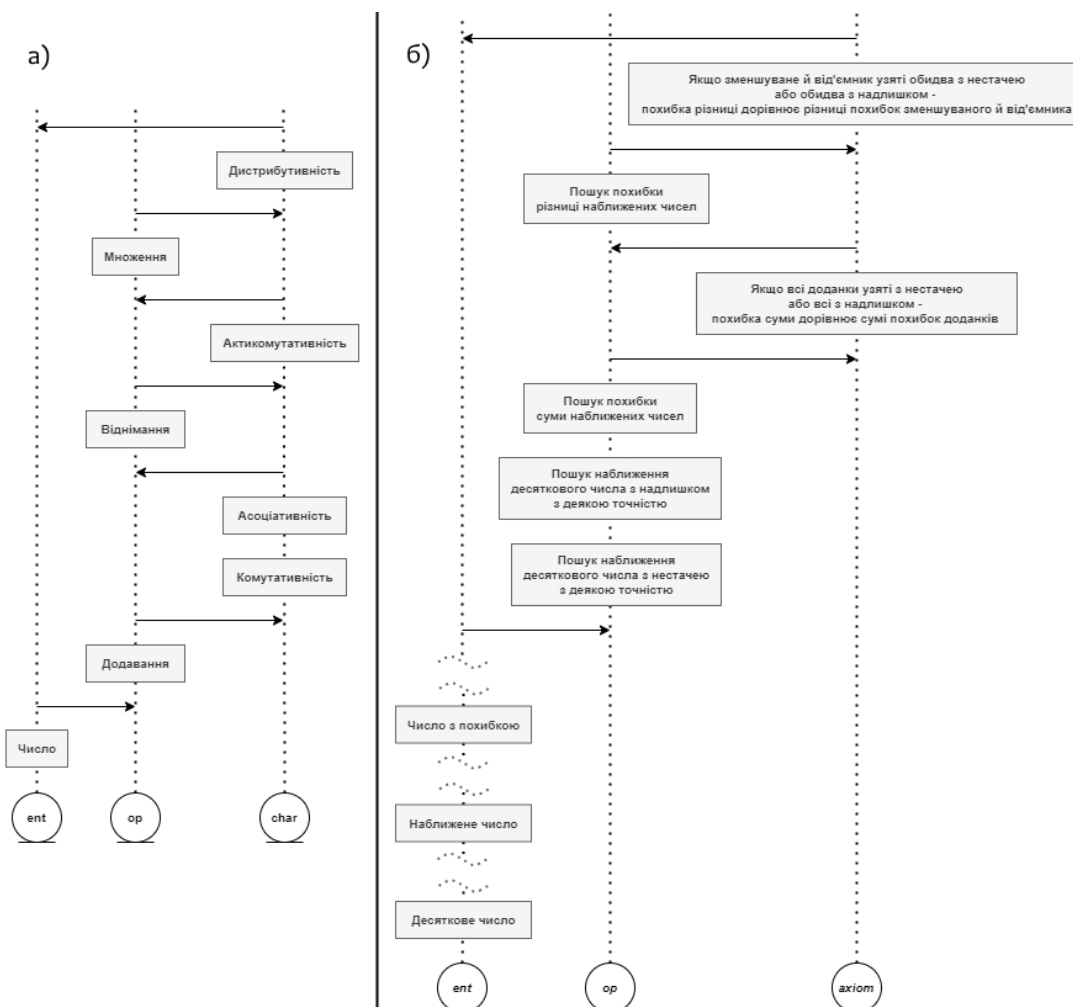 а)
Дистрибутивність
Множення
Актикомутативність
Віднімання
Асоціативність
Комутативність
Додавання
Число
ent
op
char
б)
Якщо зменшуване й від'ємник узяті обидва з нестачею
або обидва з надлишком -
похибка різниці дорівнює різниці похибок зменшуваного й від'ємника
Пошук похибки
різниці наближених чисел
Якщо всі доданки узяті з нестачею
або всі з надлишком -
похибка суми дорівнює сумі похибок доданків
Пошук похибки
суми наближених чисел
Пошук наближення
десяткового числа з надлишком
з деякою точністю
Пошук наближення
десяткового числа з нестачею
з деякою точністю
Число з похибкою
Наближене число
Десяткове число
ent
op
axiom